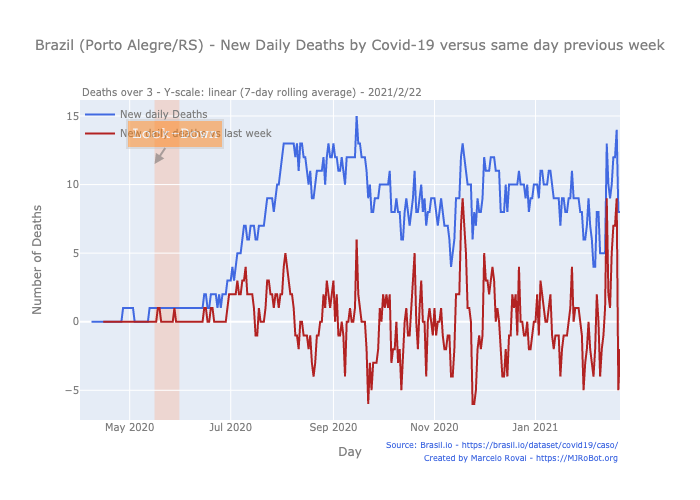 Brazil (Porto Alegre/RS) - New Daily Deaths by Covid-19 versus same day previous week
Deaths over 3 - Y-scale: linear (7-day rolling average) - 2021/2/22
15
New daily Deaths
New daily deaths vs last week
Lock Down
10
5
0
−5
Number of Deaths
May 2020
Jul 2020
Sep 2020
Nov 2020
Jan 2021
Day
Source: Brasil.io - https://brasil.io/dataset/covid19/caso/
Created by Marcelo Rovai - https://MJRoBot.org